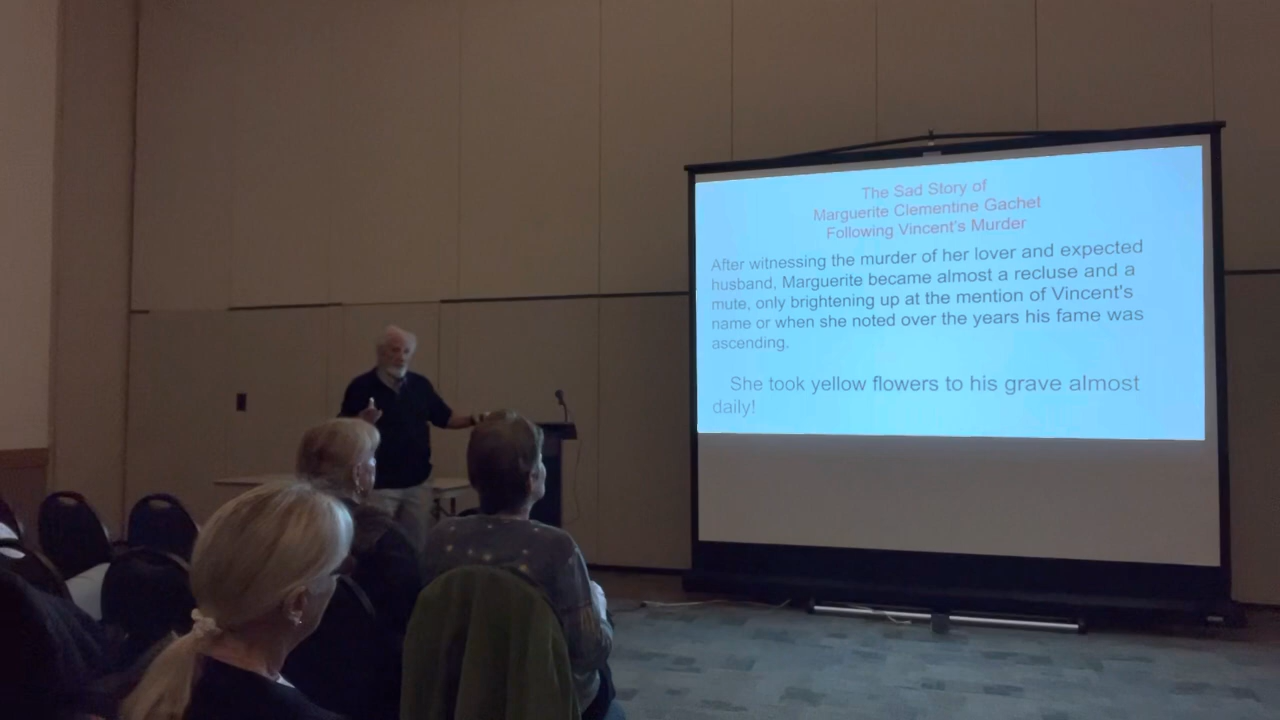 The Sad Story of
Marguerite Clementine Gachet
Following Vincent's Murder
After witnessing the murder of her lover and expected
husband, Marguerite became almost a recluse and a
mute, only brightening up at the mention of Vincent's
name or when she noted over the years his fame was
ascending.
She took yellow flowers to his grave almost
daily!